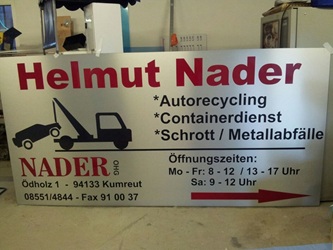 Helmut Nader
*Autorecycling
*Containerdienst
*Schrott / Metallabfälle
NADER OHG
Ödholz 1 - 94133 Kumreut
08551/4844 - Fax 91 00 37
Öffnungszeiten:
Mo - Fr: 8 - 12 / 13 - 17 Uhr
Sa: 9 - 12 Uhr